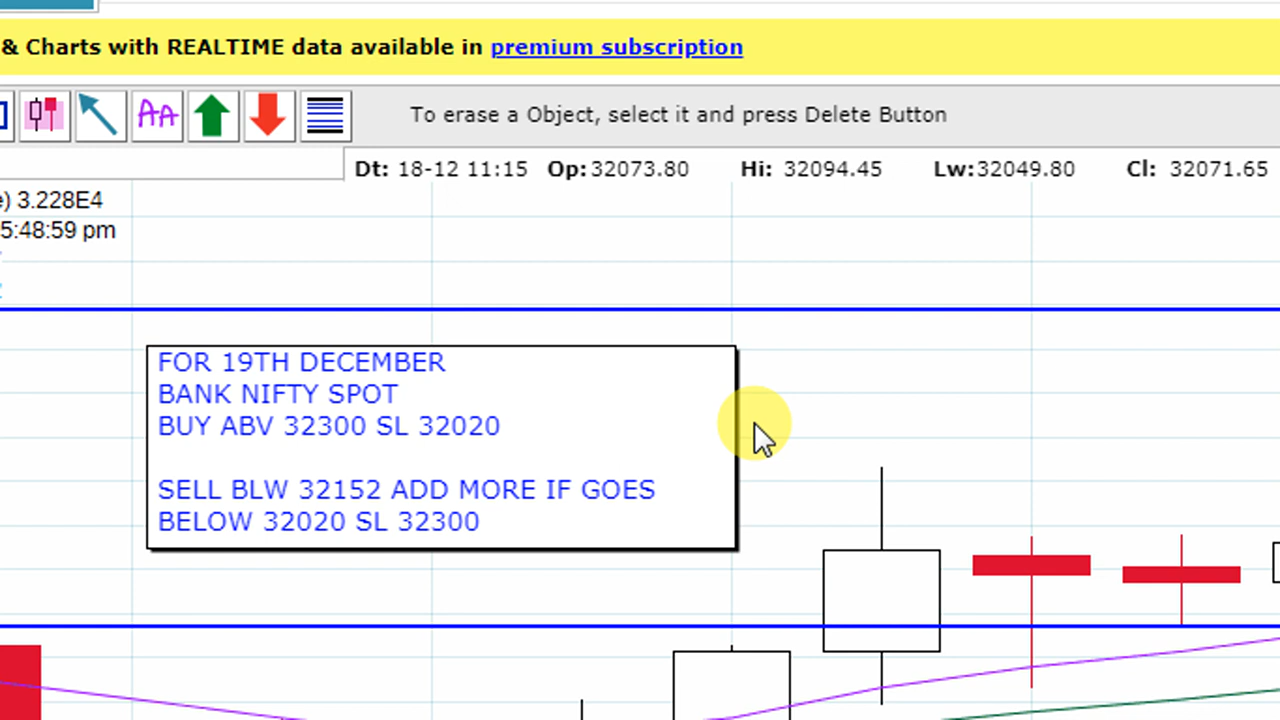 & Charts with REALTIME data available in premium subscription
To erase a Object, select it and press Delete Button
Dt: 18-12 11:15 Op:32073.80 Hi: 32094.45 Lw:32049.80 Cl: 32071.65
e) 3.228E4
5:48:59 pm
FOR 19TH DECEMBER
BANK NIFTY SPOT
BUY ABV 32300 SL 32020
SELL BLW 32152 ADD MORE IF GOES
BELOW 32020 SL 32300